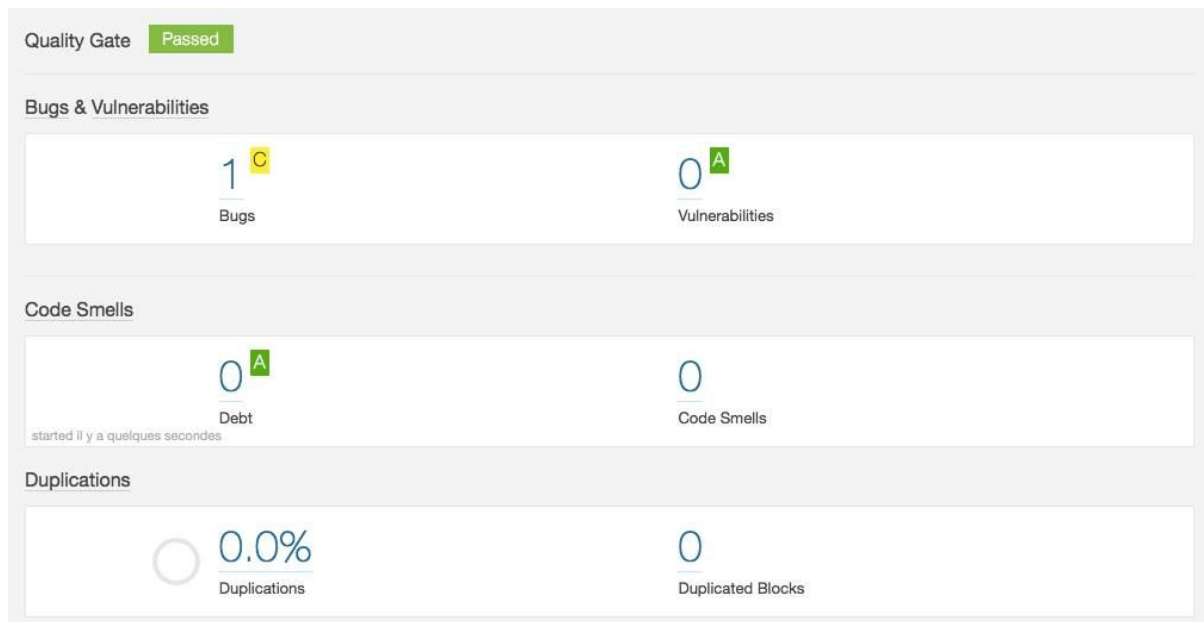 Quality Gate Passed
Bugs & Vulnerabilities
1 C 0 A
Bugs Vulnerabilities
Code Smells
0 A 0
Debt Code Smells
started il y a quelques secondes
Duplications
0.0% 0
Duplications Duplicated Blocks